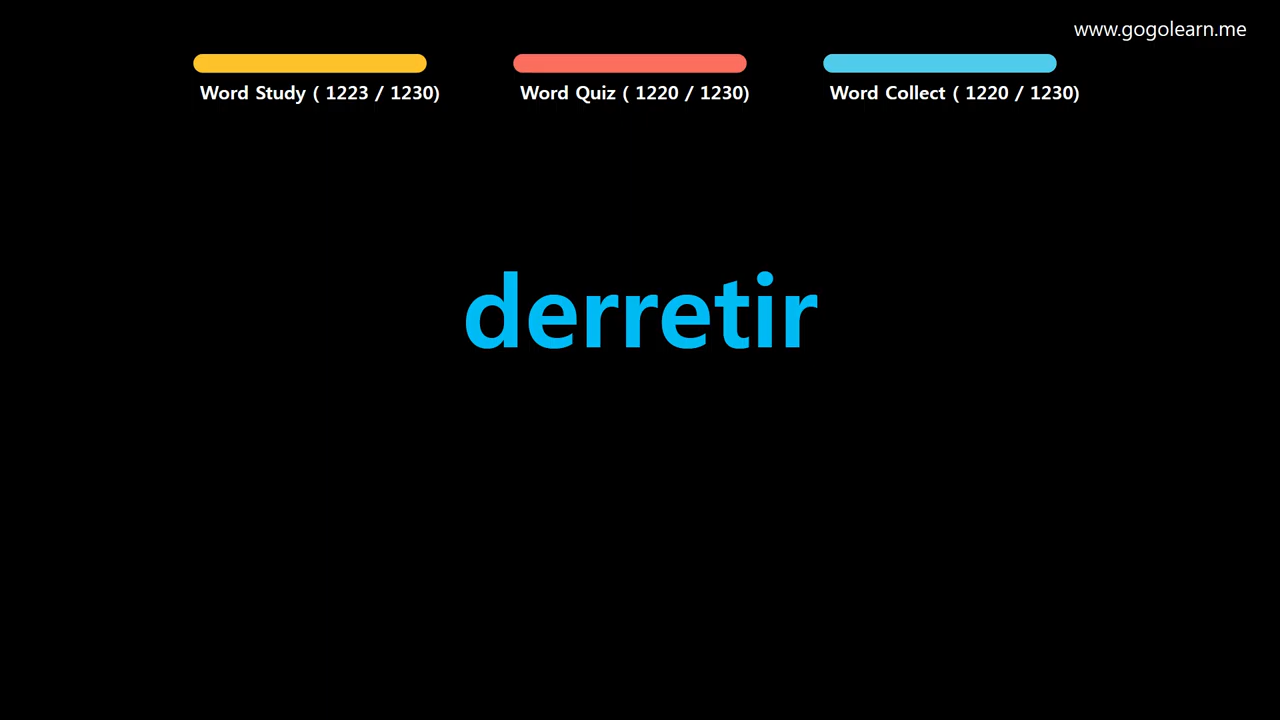 www.gogolearn.me
Word Study ( 1223 / 1230)
Word Quiz ( 1220 / 1230)
Word Collect ( 1220 / 1230)
derretir